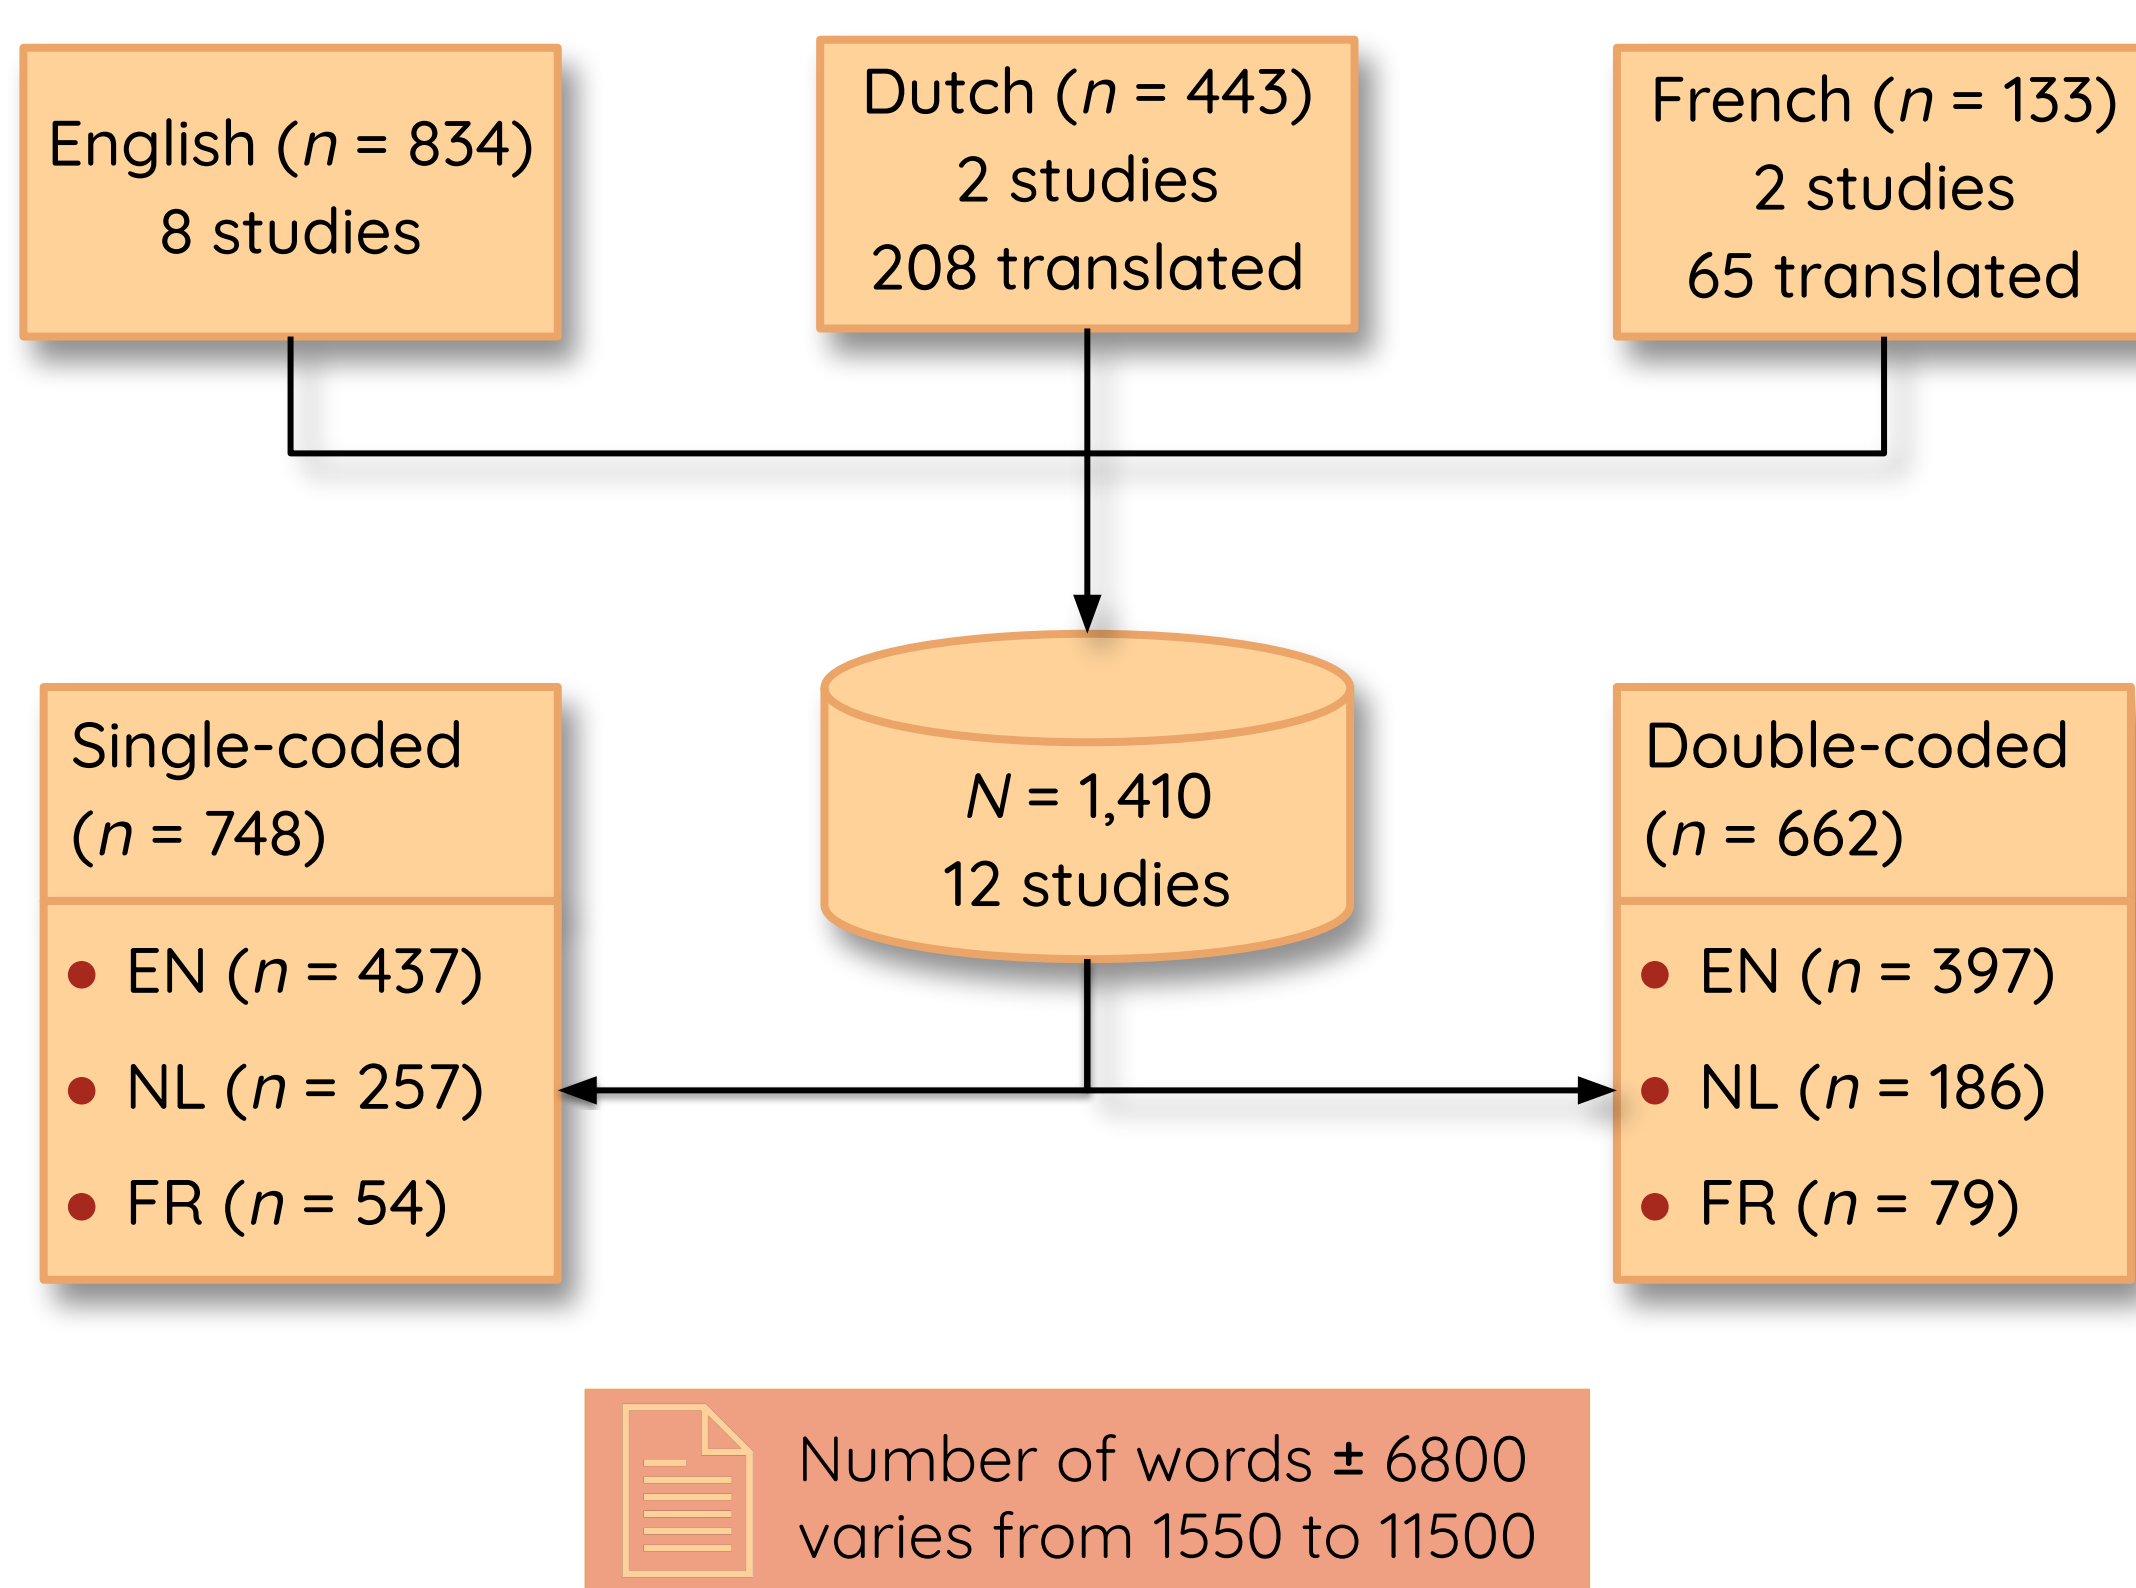 English (n = 834)
8 studies
Dutch (n = 443)
2 studies
208 translated
French (n = 133)
2 studies
65 translated
N = 1,410
12 studies
Single-coded
(n = 748)
• EN (n = 437)
• NL (n = 257)
• FR (n = 54)
Double-coded
(n = 662)
• EN (n = 397)
• NL (n = 186)
• FR (n = 79)
Number of words ± 6800
varies from 1550 to 11500